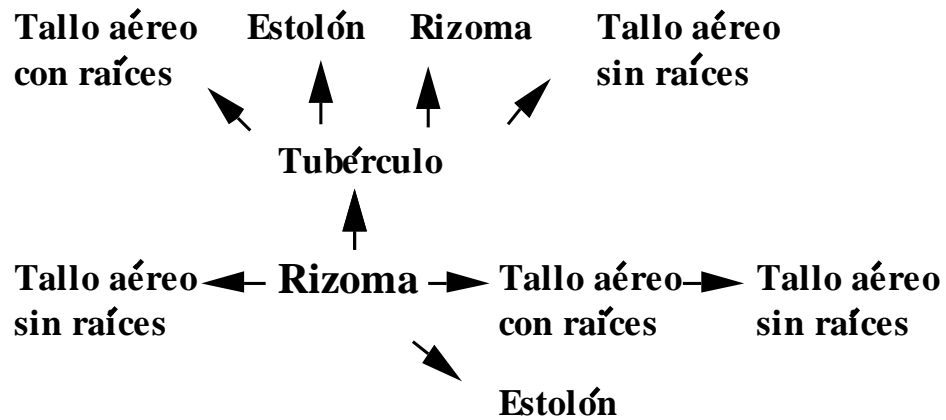 Tallo aéreo Estolón Rizoma Tallo aéreo
con raíces sin raíces
Tubérculo
Tallo aéreo Rizoma Tallo aéreo Tallo aéreo
sin raíces con raíces sin raíces
Estolón